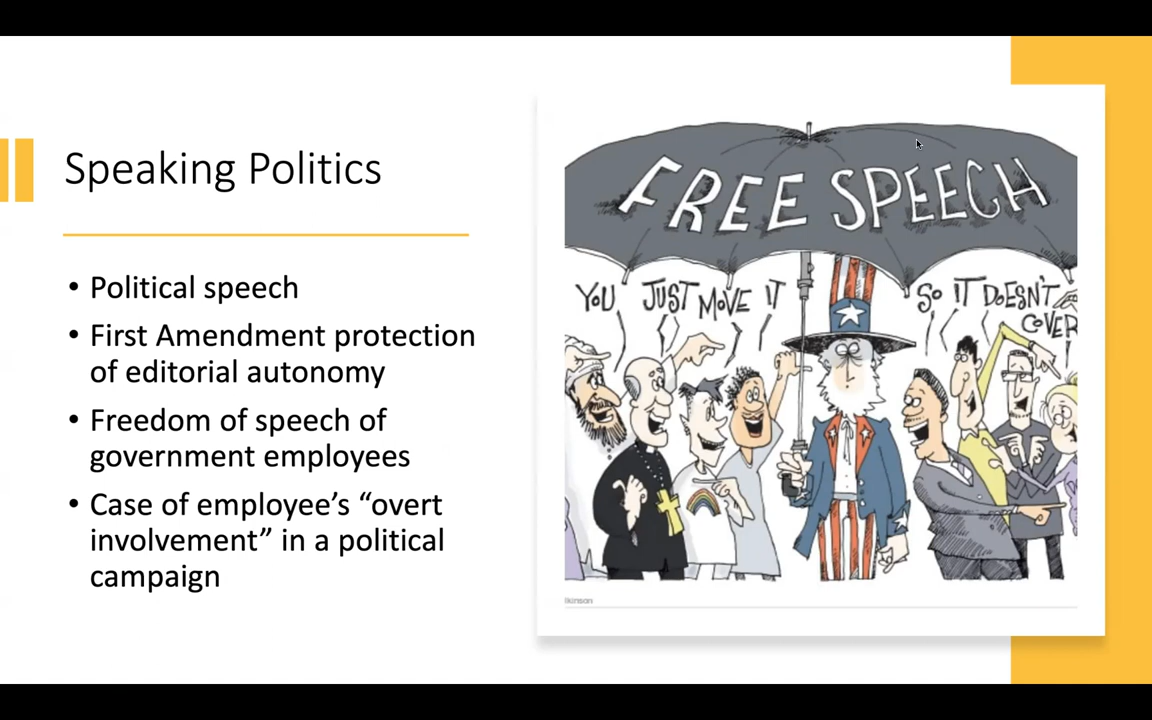 Speaking Politics
• Political speech
• First Amendment protection
of editorial autonomy
• Freedom of speech of
government employees
• Case of employee’s “overt
involvement” in a political
campaign
FREE SPEECH
YOU JUST MOVE IT
SO IT DOESN'T
COVER
lkinson